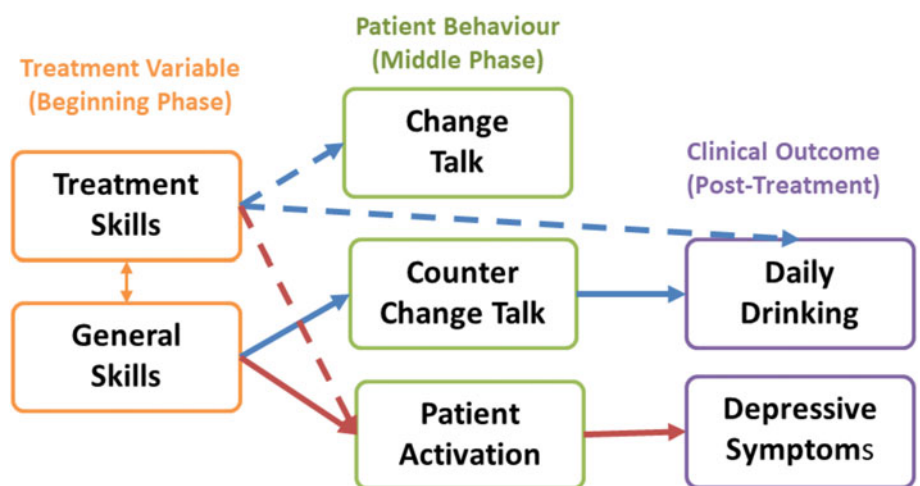 Treatment Variable
(Beginning Phase)
Treatment
Skills
General
Skills
Patient Behaviour
(Middle Phase)
Change
Talk
Counter
Change Talk
Patient
Activation
Clinical Outcome
(Post-Treatment)
Daily
Drinking
Depressive
Symptoms